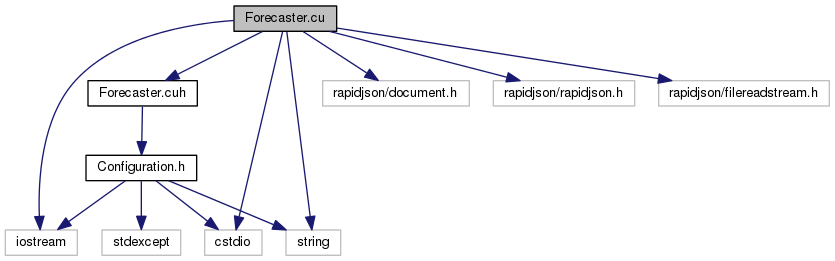 Forecaster.cu
Forecaster.cuh
rapidjson/document.h
rapidjson/rapidjson.h
rapidjson/filereadstream.h
Configuration.h
iostream
stdexcept
cstdio
string